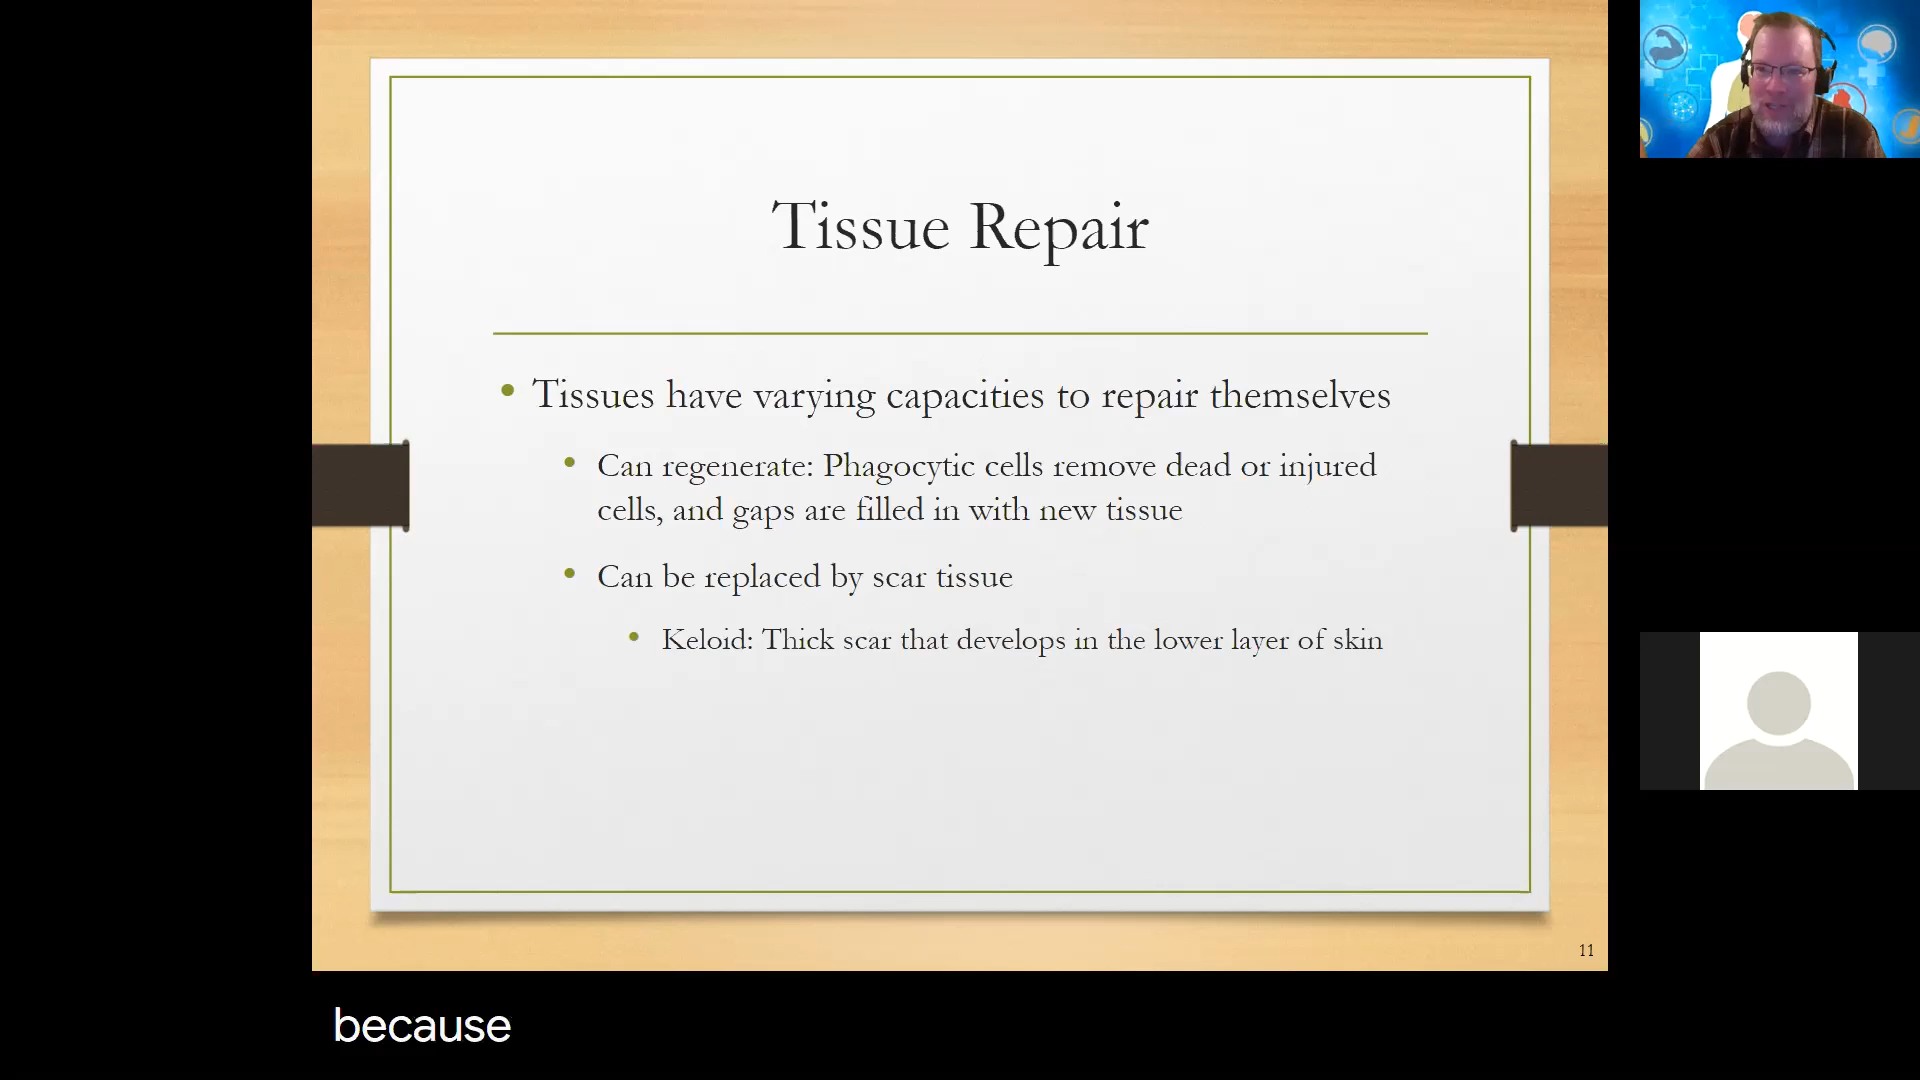 Tissue Repair
• Tissues have varying capacities to repair themselves
• Can regenerate: Phagocytic cells remove dead or injured
cells, and gaps are filled in with new tissue
• Can be replaced by scar tissue
• Keloid: Thick scar that develops in the lower layer of skin
11
because